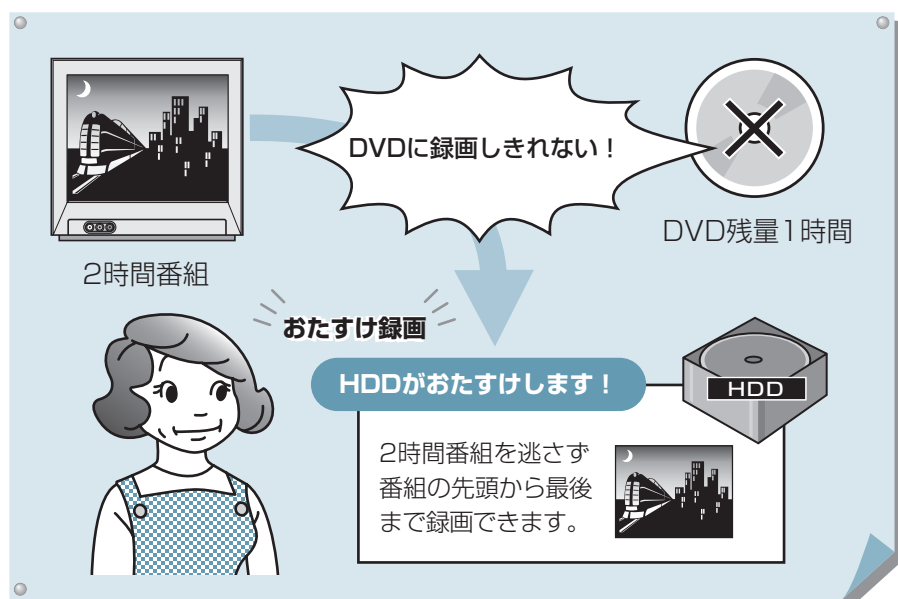 DVDに録画しきれない！
DVD残量1時間
2時間番組
おたすけ録画
HDDがおたすけします！
HDD
2時間番組を逃さず
番組の先頭から最後
まで録画できます。